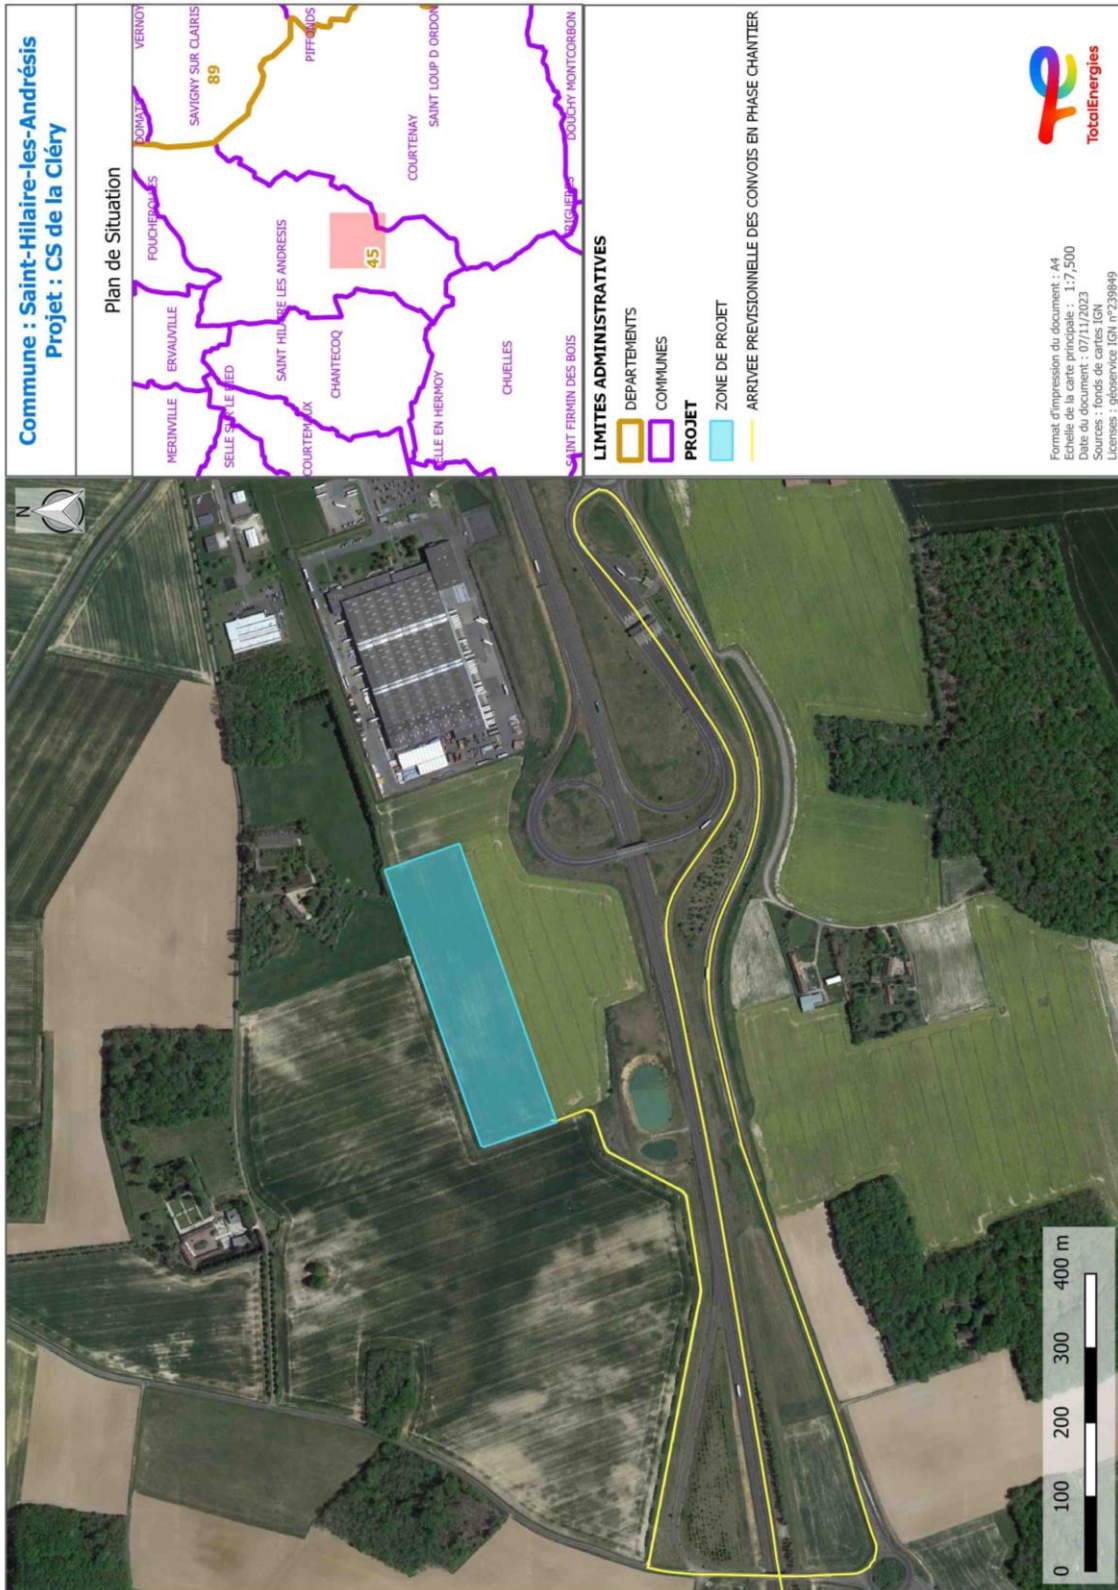 Commune : Saint-Hilaire-les-Andrésis
Projet : CS de la Cléry
Plan de Situation
DOMATS
VERNOY
SAVIGNY SUR CLAIRIS
89
PIFFONDS
FOUCHEROLLES
SAINT LOUP D ORDON
COURTENAY
ERVAUVILLE
MERINVILLE
SAINT HILAIRE LES ANDRESIS
45
SELLE SUR LE BIED
CHANTECOQ
COURTEMAUX
DOUCHY MONTCORBON
TRIGUERES
ELLE EN HERMOY
CHUELLES
SAINT FIRMIN DES BOIS
LIMITES ADMINISTRATIVES
DEPARTEMENTS
COMMUNES
PROJET
ZONE DE PROJET
ARRIVEE PREVISIONNELLE DES CONVOIS EN PHASE CHANTIER
Format d'impression du document : A4
Echelle de la carte principale : 1:7,500
Date du document : 07/11/2023
Sources : fonds de cartes IGN
Licenses : géoservice IGN n°239849
TotalEnergies
N
0 100 200 300 400 m